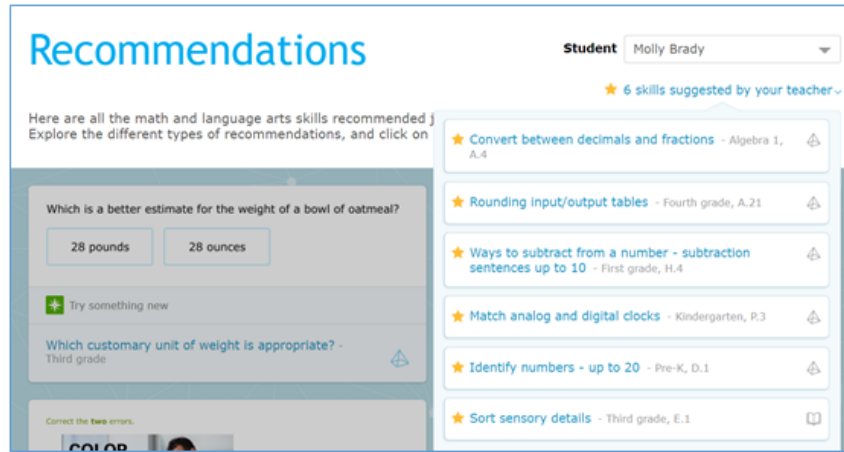 Recommendations
Student Molly Brady
6 skills suggested by your teacher
Here are all the math and language arts skills recommended j
Explore the different types of recommendations, and click on
Convert between decimals and fractions - Algebra 1,
A.4
Rounding input/output tables - Fourth grade, A.21
Ways to subtract from a number - subtraction
sentences up to 10 - First grade, H.4
Match analog and digital clocks - Kindergarten, P.3
Identify numbers - up to 20 - Pre-K, D.1
Sort sensory details - Third grade, E.1
Which is a better estimate for the weight of a bowl of oatmeal?
28 pounds 28 ounces
Try something new
Which customary unit of weight is appropriate? -
Third grade
Correct the two errors.
COLOR